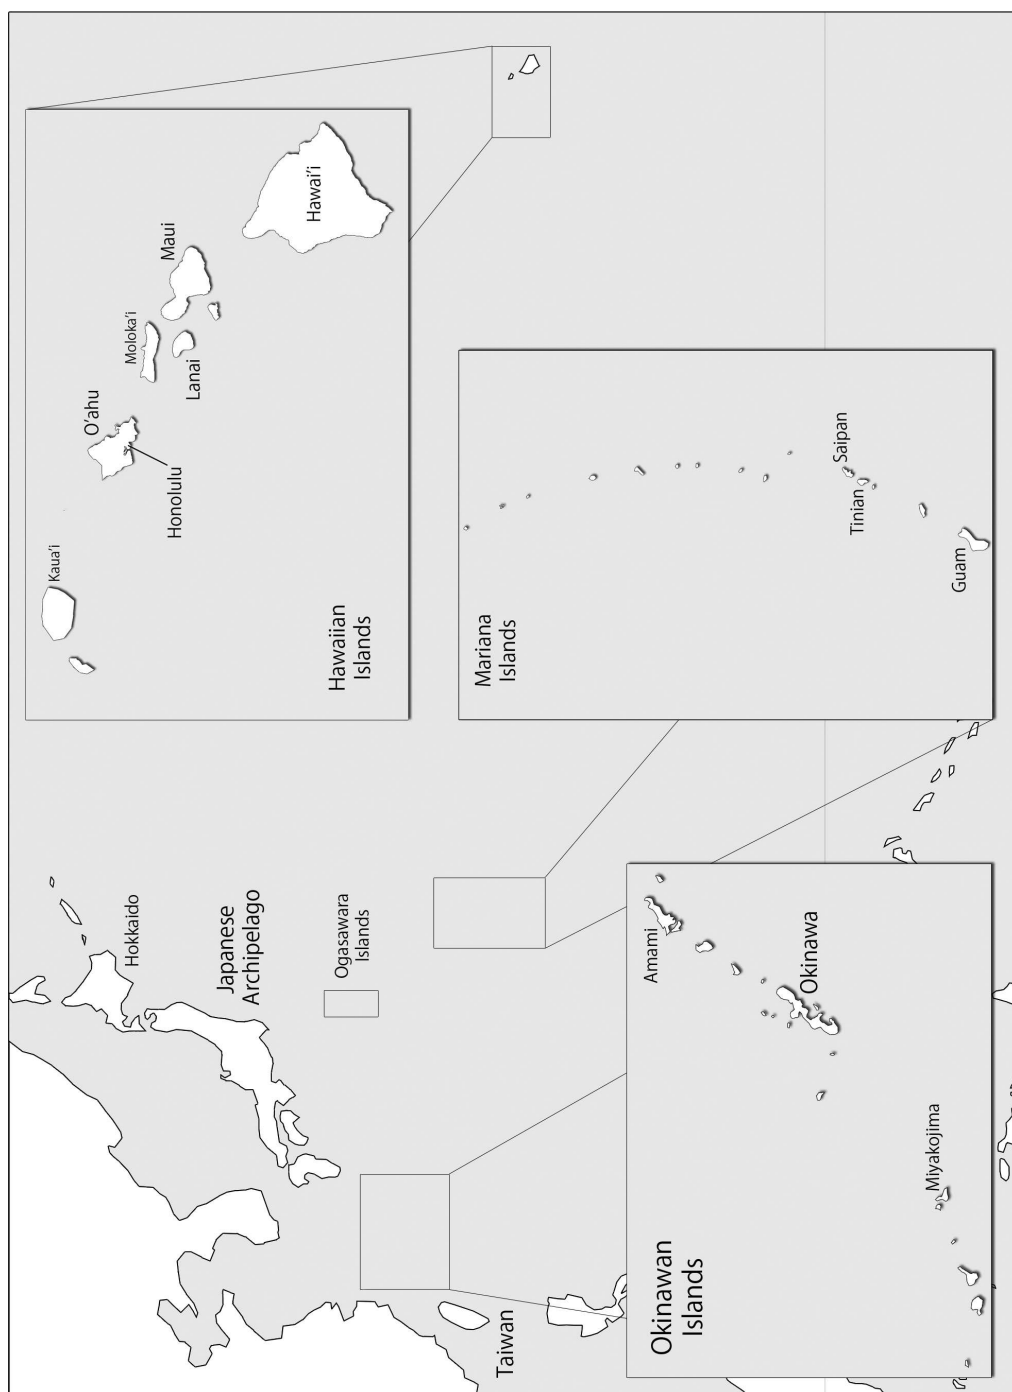 Hokkaido
Japanese
Archipelago
Ogasawara
Islands
Taiwan
Hawaiian
Islands
Kaua'i
O'ahu
Honolulu
Moloka'i
Lanai
Maui
Hawai'i
Mariana
Islands
Saipan
Tinian
Guam
Okinawan
Islands
Amami
Okinawa
Miyakojima